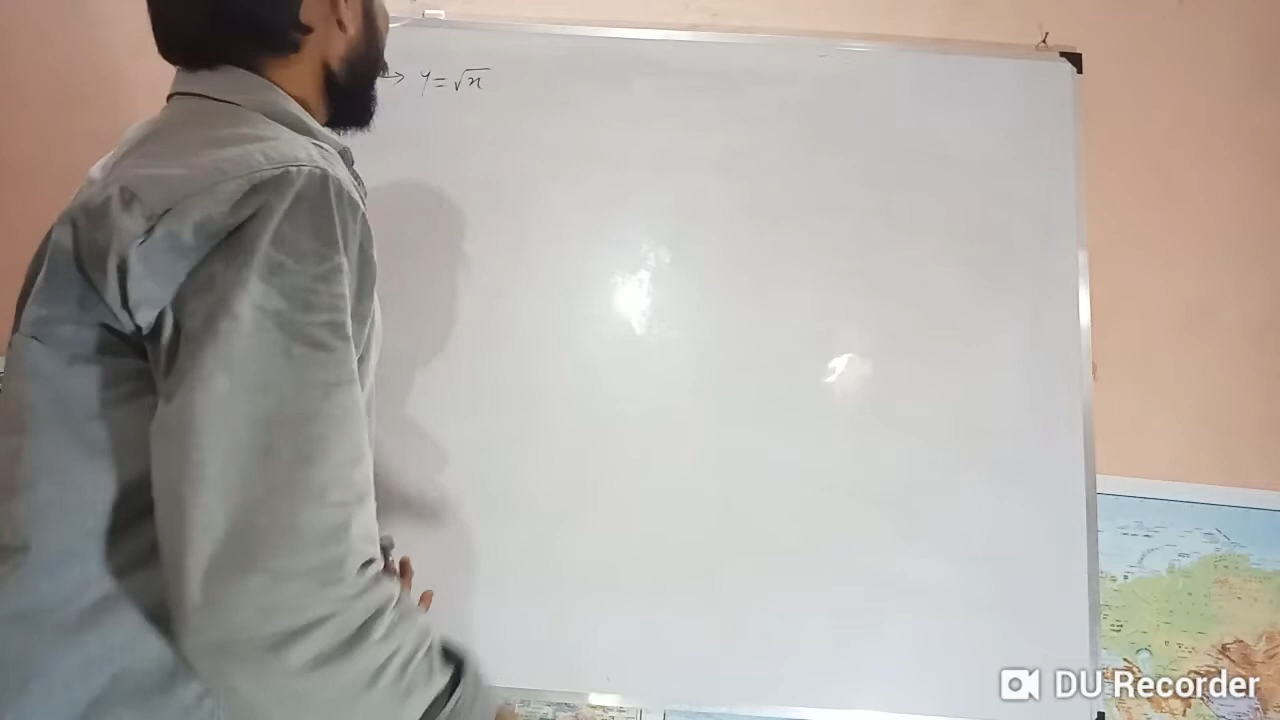 → y = √x
DU Recorder